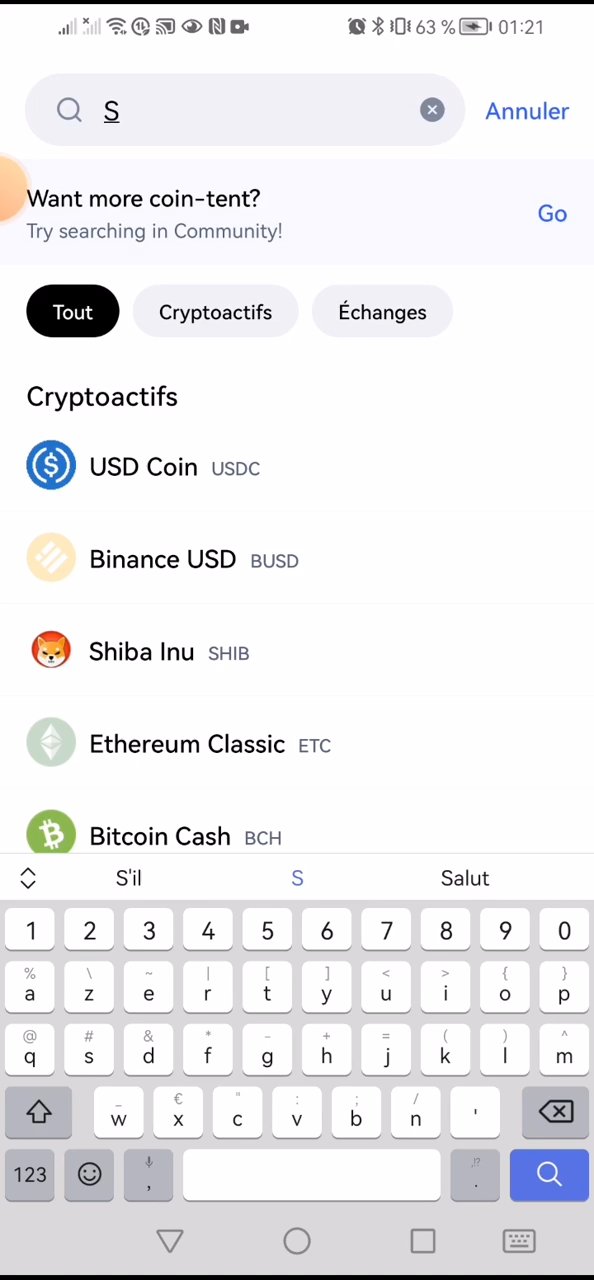 63 % 01:21
S Annuler
Want more coin-tent?
Try searching in Community!
Go
Tout Cryptoactifs Échanges
Cryptoactifs
USD Coin USDC
Binance USD BUSD
Shiba Inu SHIB
Ethereum Classic ETC
Bitcoin Cash BCH
S'il S Salut
1 2 3 4 5 6 7 8 9 0
% \ ~ | [ ] < > { }
a z e r t y u i o p
@ # & * - + = ( ) ^
q s d f g h j k l m
_ € " : ; /
w x c v b n '
123 , .